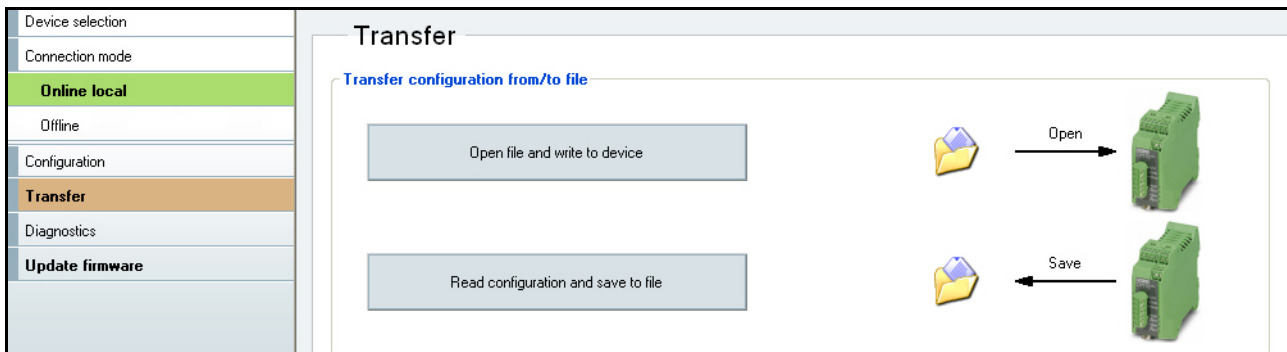 Device selection
Connection mode
Online local
Offline
Configuration
Transfer
Diagnostics
Update firmware
Transfer
Transfer configuration from/to file
Open file and write to device
Open
Read configuration and save to file
Save